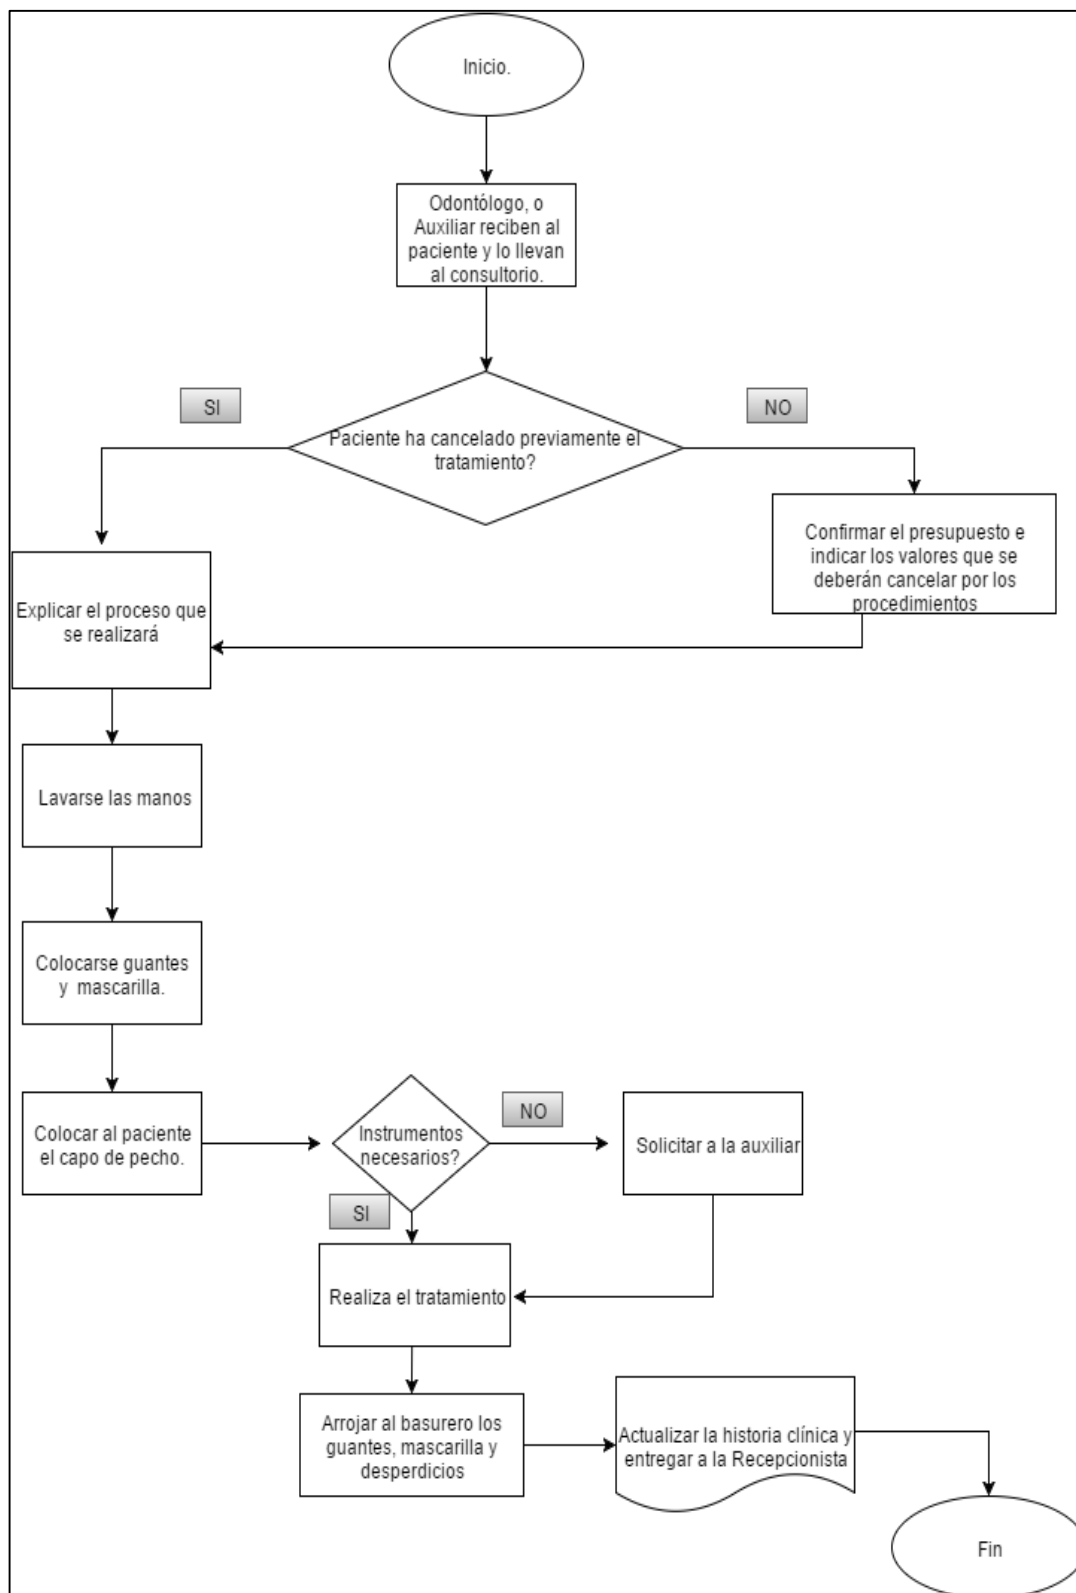 Inicio.
Odontólogo, o
Auxiliar reciben al
paciente y lo llevan
al consultorio.
SI
NO
Paciente ha cancelado previamente el
tratamiento?
Confirmar el presupuesto e
indicar los valores que se
deberán cancelar por los
procedimientos
Explicar el proceso que
se realizará
Lavarse las manos
Colocarse guantes
y mascarilla.
Colocar al paciente
el capo de pecho.
Instrumentos
necesarios?
NO
Solicitar a la auxiliar
SI
Realiza el tratamiento
Arrojar al basurero los
guantes, mascarilla y
desperdicios
Actualizar la historia clínica y
entregar a la Recepcionista
Fin